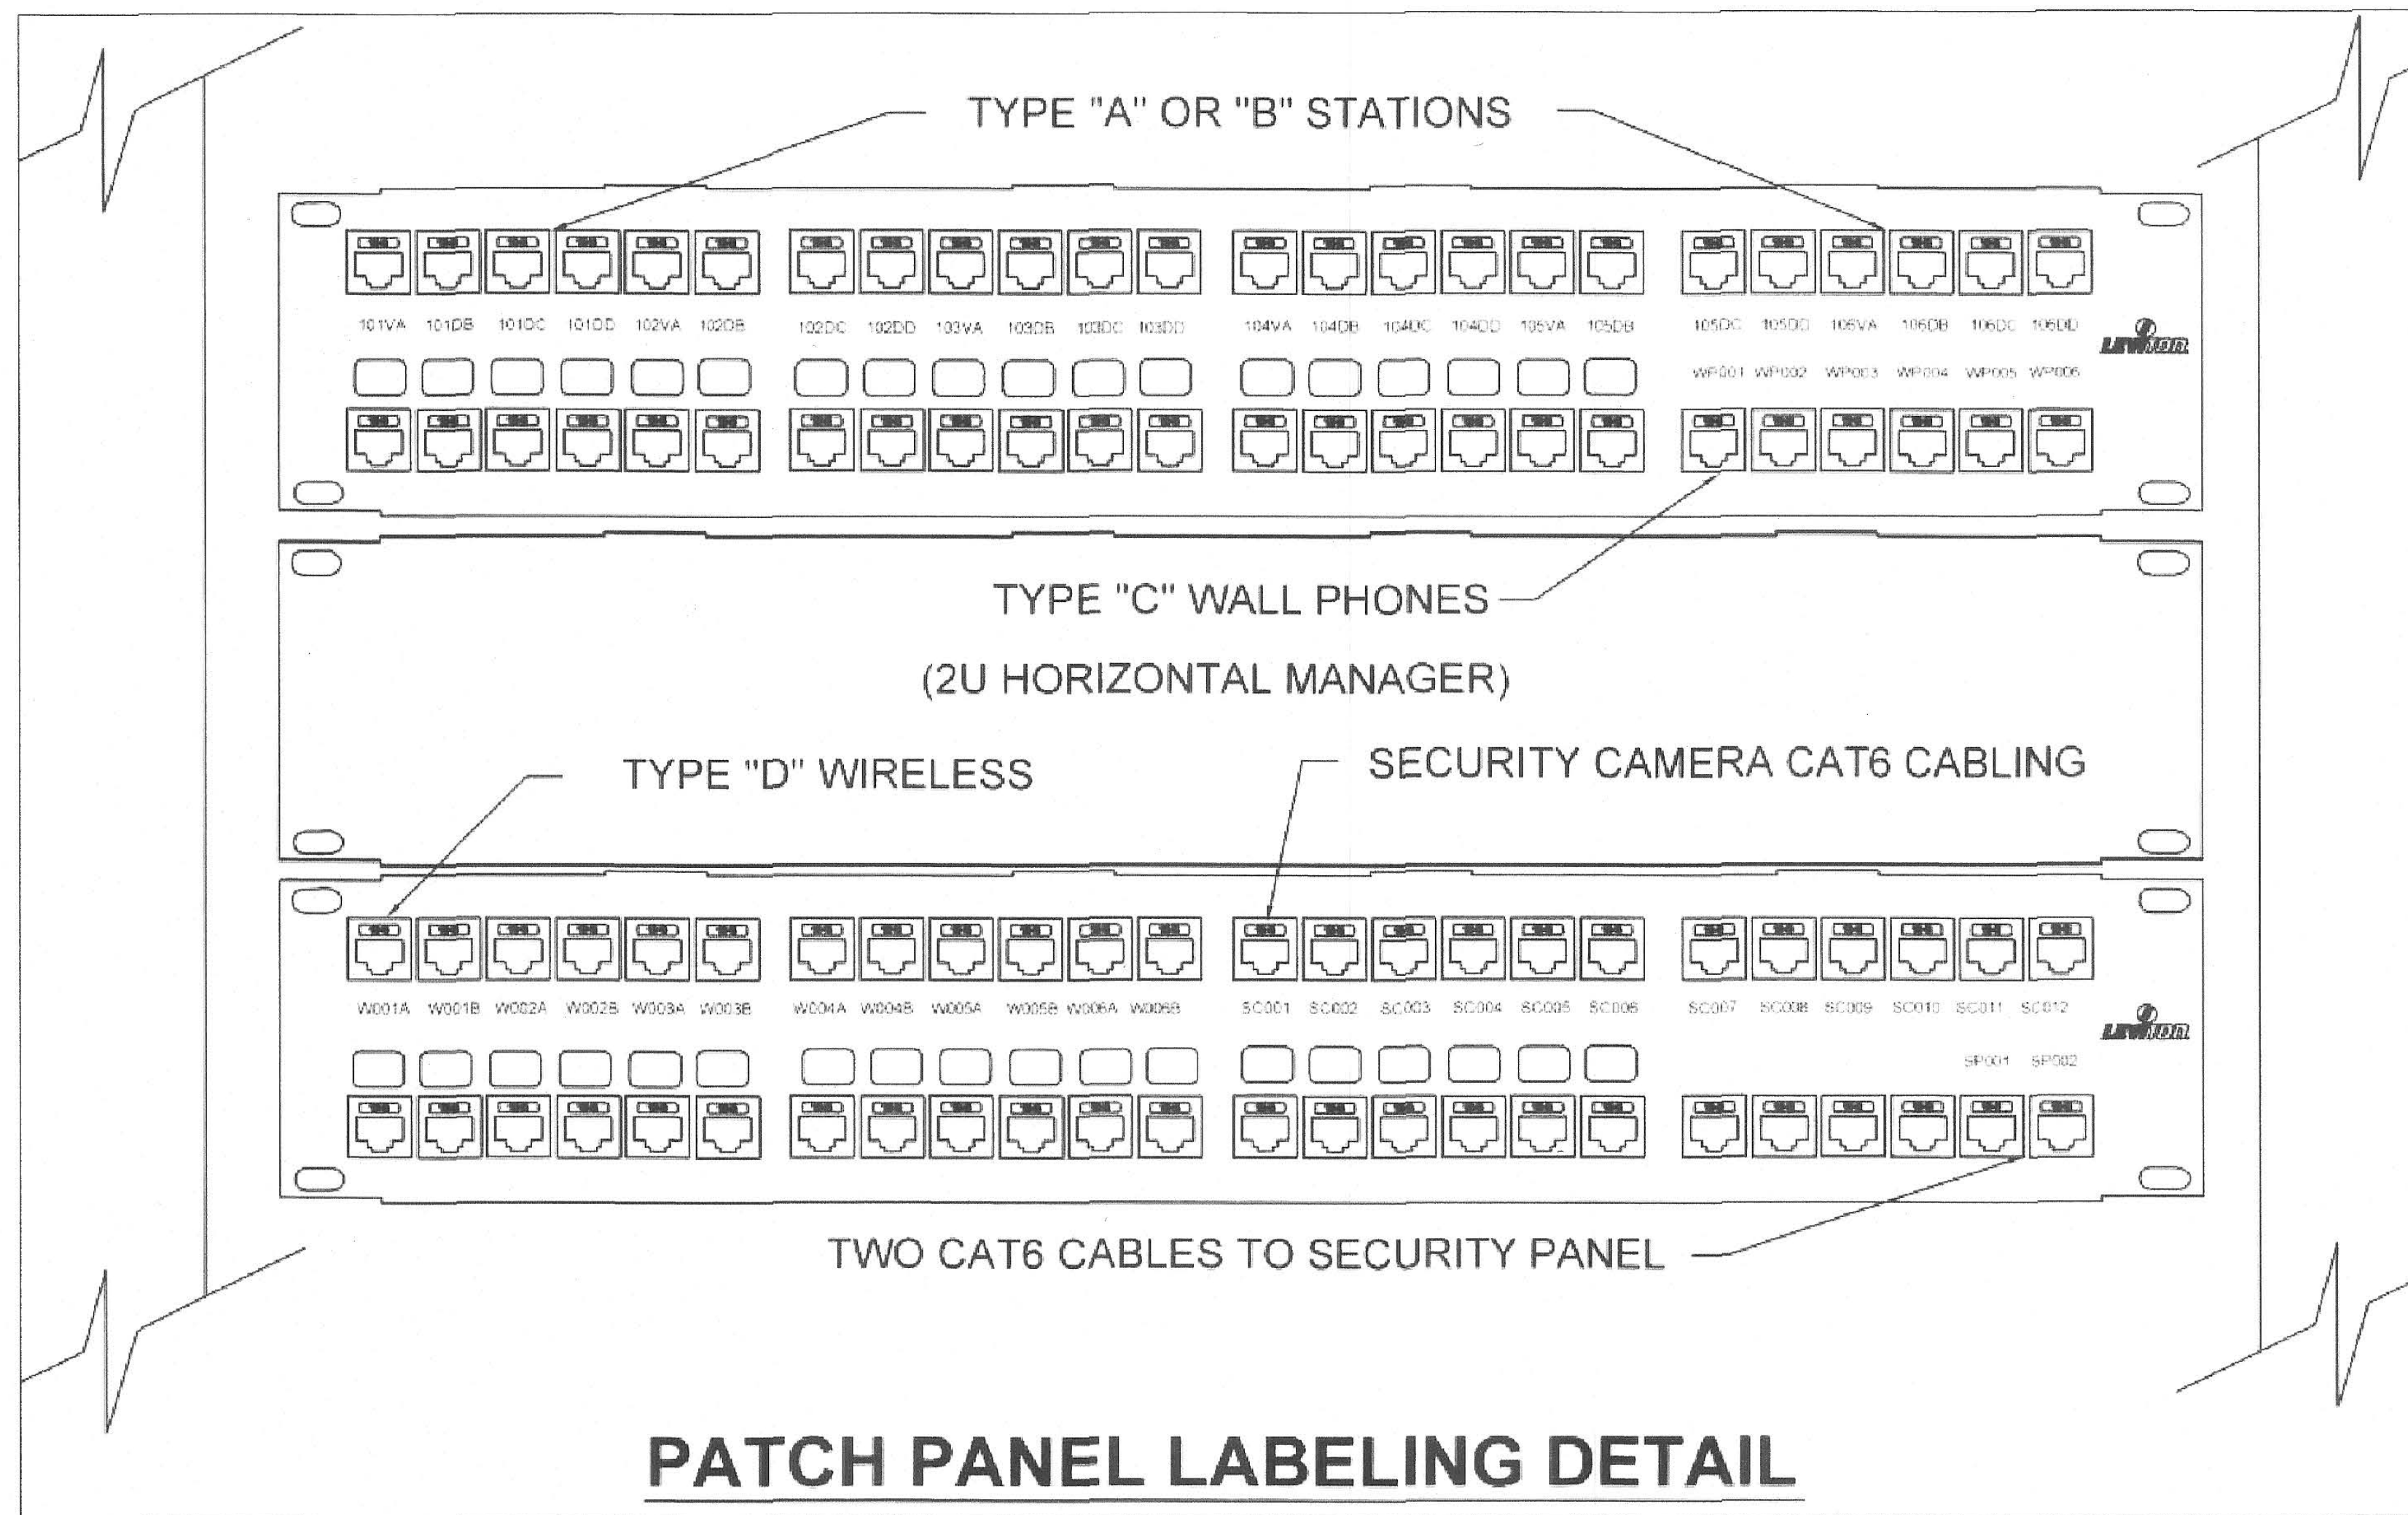 TYPE "A" OR "B" STATIONS
101VA 101DB 101DC 101DD 102VA 102DB 102DC 102DD 103VA 103DB 103DC 103DD 104VA 104DB 104DC 104DD 105VA 105DB 105DC 105DD 106VA 106DB 106DC 106DD
LEVITON
WP001 WP002 WP003 WP004 WP005 WP006
TYPE "C" WALL PHONES
(2U HORIZONTAL MANAGER)
TYPE "D" WIRELESS
SECURITY CAMERA CAT6 CABLING
W001A W001B W002A W002B W003A W003B W004A W004B W005A W005B W006A W006B SC001 SC002 SC003 SC004 SC005 SC006 SC007 SC008 SC009 SC010 SC011 SC012
LEVITON
SP001 SP002
TWO CAT6 CABLES TO SECURITY PANEL
PATCH PANEL LABELING DETAIL